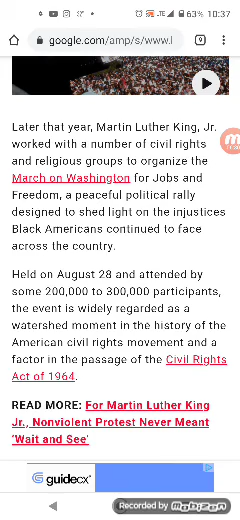 63% 10:37
google.com/amp/s/www.l
9
Later that year, Martin Luther King, Jr.
worked with a number of civil rights
and religious groups to organize the
March on Washington for Jobs and
Freedom, a peaceful political rally
designed to shed light on the injustices
Black Americans continued to face
across the country.
Held on August 28 and attended by
some 200,000 to 300,000 participants,
the event is widely regarded as a
watershed moment in the history of the
American civil rights movement and a
factor in the passage of the Civil Rights
Act of 1964.
READ MORE: For Martin Luther King
Jr., Nonviolent Protest Never Meant
'Wait and See'
guidecx
Recorded by Mobizen